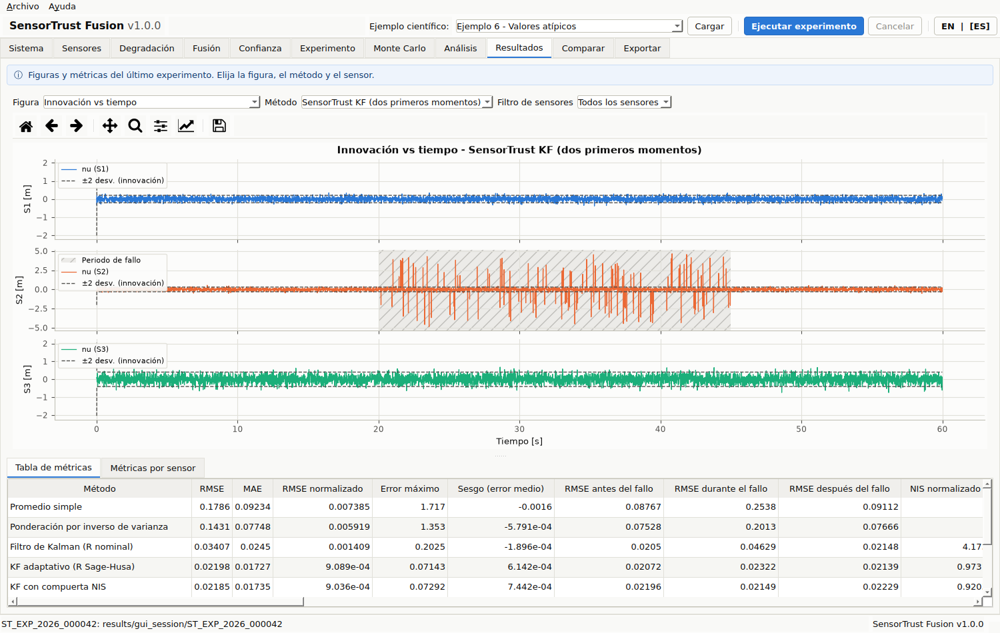 Archivo Ayuda
SensorTrust Fusion v1.0.0
Ejemplo científico: Ejemplo 6 - Valores atípicos Cargar Ejecutar experimento Cancelar EN | [ES]
Sistema Sensores Degradación Fusión Confianza Experimento Monte Carlo Análisis Resultados Comparar Exportar
ⓘ Figuras y métricas del último experimento. Elija la figura, el método y el sensor.
Figura Innovación vs tiempo Método SensorTrust KF (dos primeros momentos) Filtro de sensores Todos los sensores
Innovación vs tiempo - SensorTrust KF (dos primeros momentos)
S1 [m]
2
1
0
−1
−2
nu (S1)
±2 desv. (innovación)
S2 [m]
5.0
2.5
0.0
−2.5
−5.0
Periodo de fallo
nu (S2)
±2 desv. (innovación)
S3 [m]
2
1
0
−1
−2
nu (S3)
±2 desv. (innovación)
0 10 20 30 40 50 60
Tiempo [s]
Tabla de métricas Métricas por sensor
Método RMSE MAE RMSE normalizado Error máximo Sesgo (error medio) RMSE antes del fallo RMSE durante el fallo RMSE después del fallo NIS normalizado
Promedio simple 0.1786 0.09234 0.007385 1.717 -0.0016 0.08767 0.2538 0.09112
Ponderación por inverso de varianza 0.1431 0.07748 0.005919 1.353 -5.791e-04 0.07528 0.2013 0.07666
Filtro de Kalman (R nominal) 0.03407 0.0245 0.001409 0.2025 -1.896e-04 0.0205 0.04629 0.02148 4.17
KF adaptativo (R Sage-Husa) 0.02198 0.01727 9.089e-04 0.07143 6.142e-04 0.02072 0.02322 0.02139 0.973
KF con compuerta NIS 0.02185 0.01735 9.036e-04 0.07292 7.442e-04 0.02196 0.02149 0.02229 0.920
ST_EXP_2026_000042: results/gui_session/ST_EXP_2026_000042 SensorTrust Fusion v1.0.0